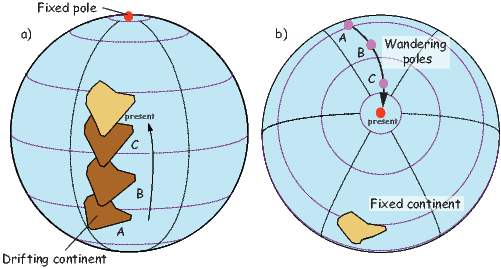 Fixed pole
a)
present
C
B
A
Drifting continent
b)
A
B
C
Wandering
poles
present
Fixed continent